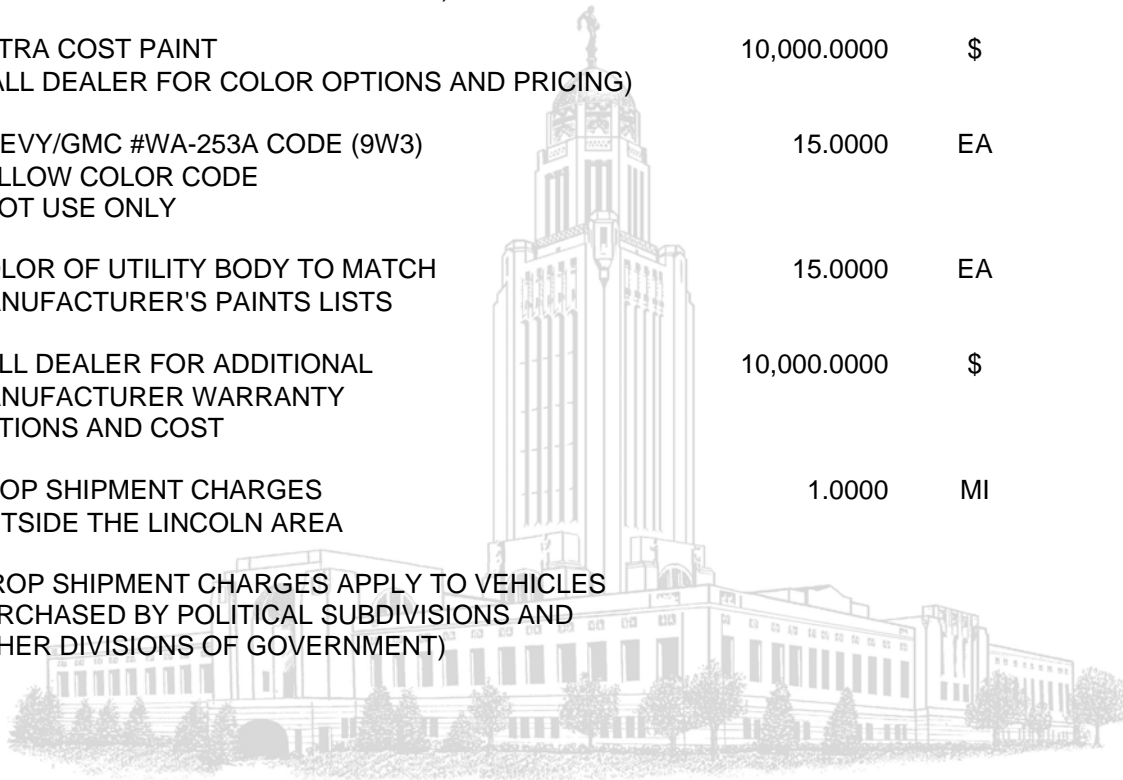 TRA COST PAINT 10,000.0000 $
ALL DEALER FOR COLOR OPTIONS AND PRICING)
EVY/GMC #WA-253A CODE (9W3) 15.0000 EA
LLOW COLOR CODE
OT USE ONLY
LOR OF UTILITY BODY TO MATCH 15.0000 EA
ANUFACTURER'S PAINTS LISTS
LL DEALER FOR ADDITIONAL 10,000.0000 $
ANUFACTURER WARRANTY
TIONS AND COST
OP SHIPMENT CHARGES 1.0000 MI
TSIDE THE LINCOLN AREA
ROP SHIPMENT CHARGES APPLY TO VEHICLES
RCHASED BY POLITICAL SUBDIVISIONS AND
HER DIVISIONS OF GOVERNMENT)